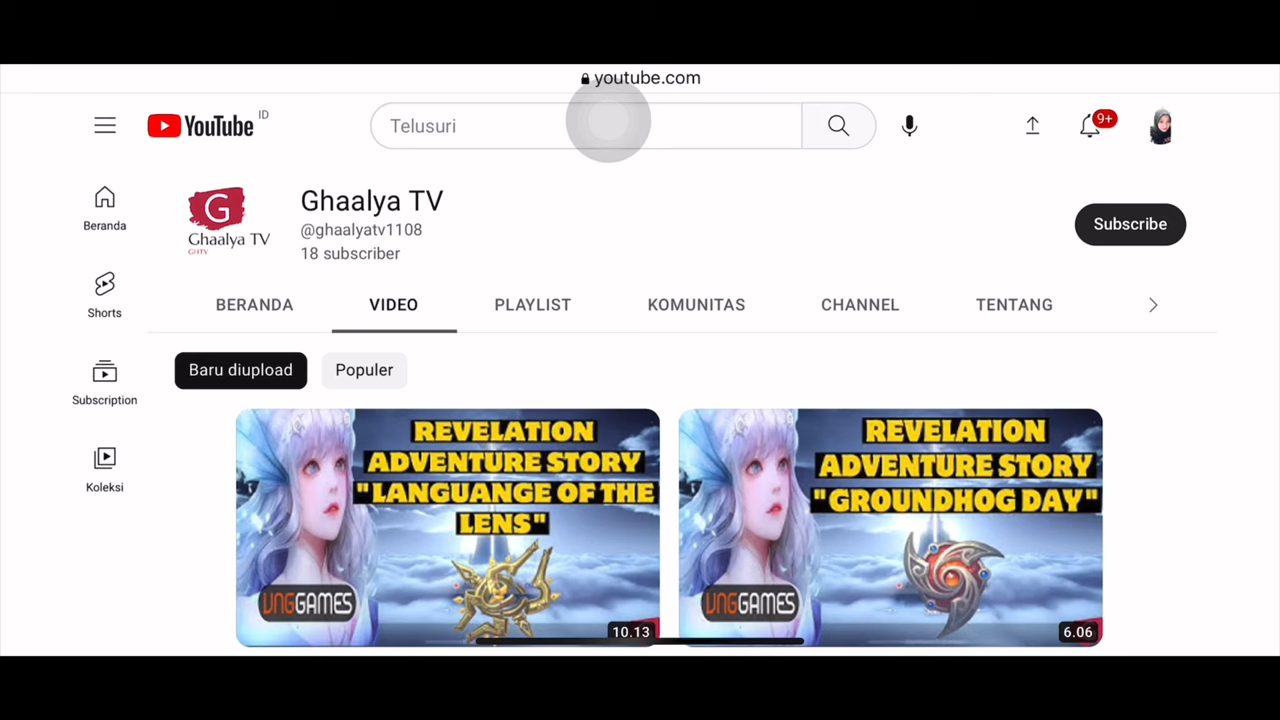 youtube.com
YouTube ID
Telusuri
9+
Ghaalya TV
@ghaalyatv1108
18 subscriber
Subscribe
G
Ghaalya TV
GHTV
Beranda
Shorts
Subscription
Koleksi
BERANDA VIDEO PLAYLIST KOMUNITAS CHANNEL TENTANG
Baru diupload Populer
REVELATION
ADVENTURE STORY
"LANGUANGE OF THE
LENS"
VNGGAMES
10.13
REVELATION
ADVENTURE STORY
"GROUNDHOG DAY"
VNGGAMES
6.06